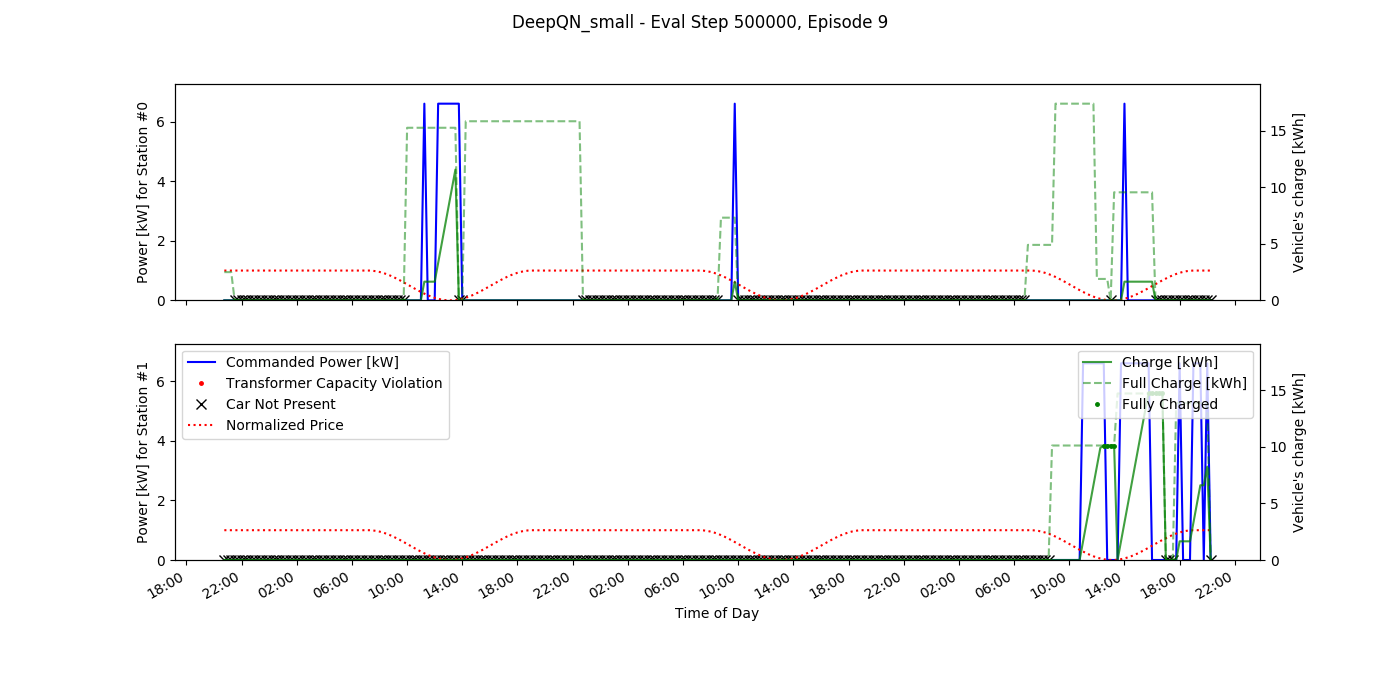 DeepQN_small - Eval Step 500000, Episode 9
Power [kW] for Station #0
6
4
2
0
15
10
5
0
Vehicle's charge [kWh]
Power [kW] for Station #1
6
4
2
0
Commanded Power [kW]
Transformer Capacity Violation
Car Not Present
Normalized Price
Charge [kWh]
Full Charge [kWh]
Fully Charged
15
10
5
0
Vehicle's charge [kWh]
18:00 22:00 02:00 06:00 10:00 14:00 18:00 22:00 02:00 06:00 10:00 14:00 18:00 22:00 02:00 06:00 10:00 14:00 18:00 22:00
Time of Day